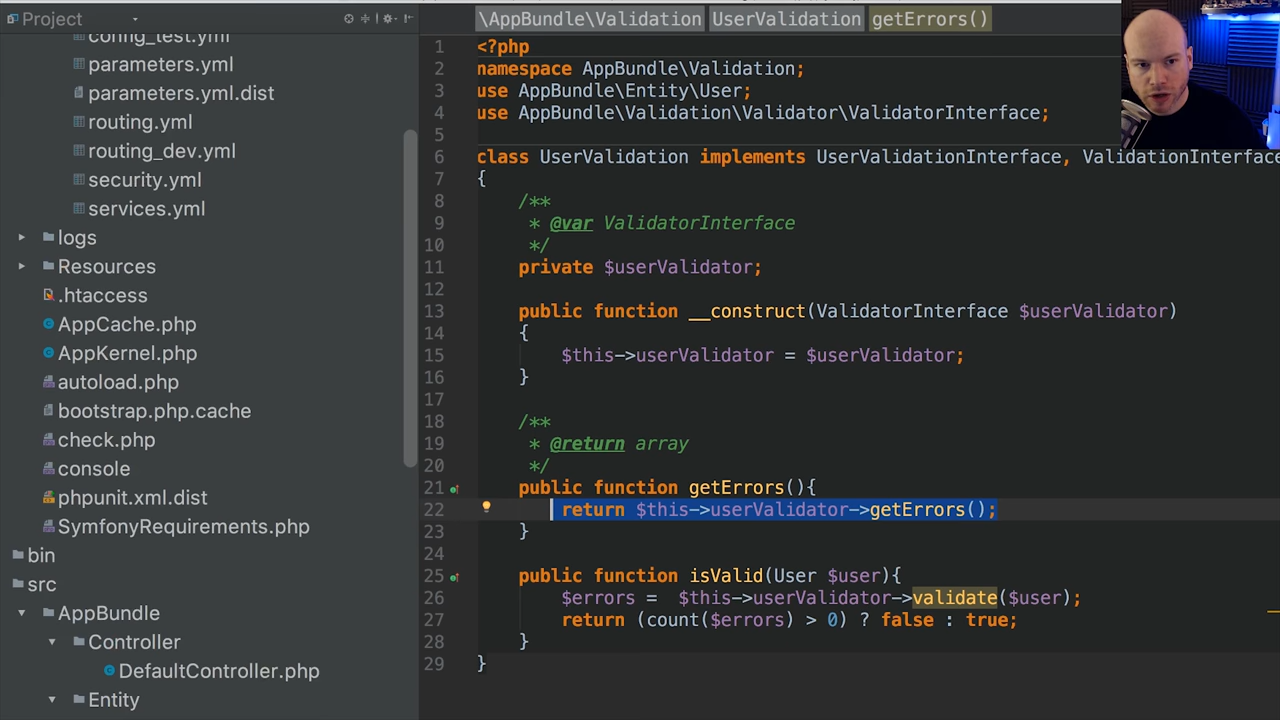 Project
config_test.yml
parameters.yml
parameters.yml.dist
routing.yml
routing_dev.yml
security.yml
services.yml
logs
Resources
.htaccess
AppCache.php
AppKernel.php
autoload.php
bootstrap.php.cache
check.php
console
phpunit.xml.dist
SymfonyRequirements.php
bin
src
AppBundle
Controller
DefaultController.php
Entity
\AppBundle\Validation UserValidation getErrors()
1 <?php
2 namespace AppBundle\Validation;
3 use AppBundle\Entity\User;
4 use AppBundle\Validation\Validator\ValidatorInterface;
5
6 class UserValidation implements UserValidationInterface, ValidationInterface
7 {
8 /**
9 * @var ValidatorInterface
10 */
11 private $userValidator;
12
13 public function __construct(ValidatorInterface $userValidator)
14 {
15 $this->userValidator = $userValidator;
16 }
17
18 /**
19 * @return array
20 */
21 public function getErrors(){
22 return $this->userValidator->getErrors();
23 }
24
25 public function isValid(User $user){
26 $errors = $this->userValidator->validate($user);
27 return (count($errors) > 0) ? false : true;
28 }
29 }